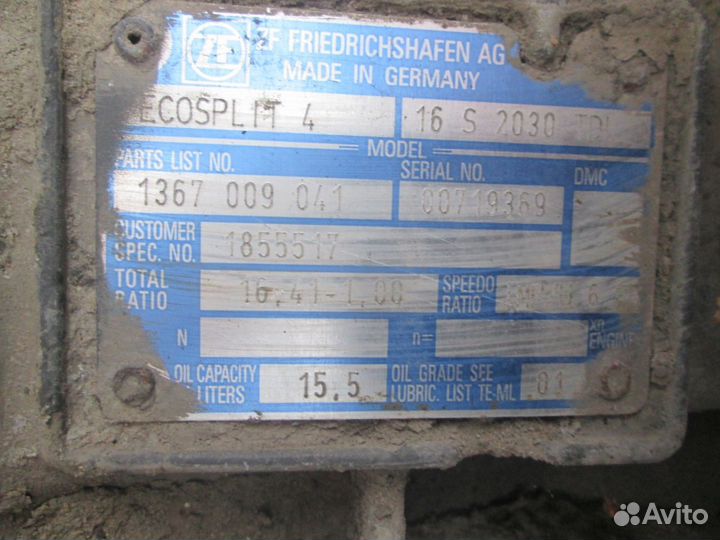 ZF
ZF FRIEDRICHSHAFEN AG
MADE IN GERMANY
ECOSPLIT 4
16 S 2030
MODEL
PARTS LIST NO.
SERIAL NO.
DMC
1367 009 041
00719369
CUSTOMER
SPEC. NO.
1855517
TOTAL
RATIO
16,41-1,00
SPEEDO
RATIO
N
n=
ENGINE
OIL CAPACITY
LITERS
15.5
OIL GRADE SEE
LUBRIC. LIST TE-ML
01
Avito